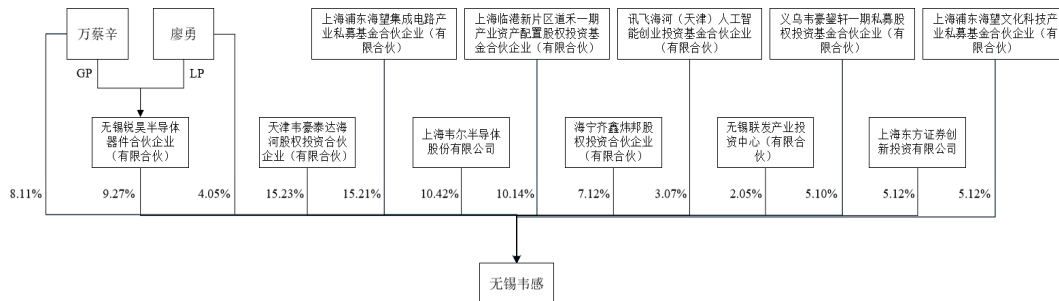 万蔡辛
廖勇
上海浦东海望集成电路产
业私募基金合伙企业（有
限合伙）
上海临港新片区道禾一期
产业资产配置股权投资基
金合伙企业（有限合伙）
讯飞海河（天津）人工智
能创业投资基金合伙企业
（有限合伙）
义乌韦豪鋆轩一期私募股
权投资基金合伙企业（有
限合伙）
上海浦东海望文化科技产
业私募基金合伙企业（有
限合伙）
GP
LP
无锡锐昊半导体
器件合伙企业
（有限合伙）
天津韦豪泰达海
河股权投资合伙
企业（有限合伙）
上海韦尔半导体
股份有限公司
海宁齐鑫炜邦股
权投资合伙企业
（有限合伙）
无锡联发产业投
资中心（有限合
伙）
上海东方证券创
新投资有限公司
8.11%
9.27%
4.05%
15.23%
15.21%
10.42%
10.14%
7.12%
3.07%
2.05%
5.10%
5.12%
5.12%
无锡韦感